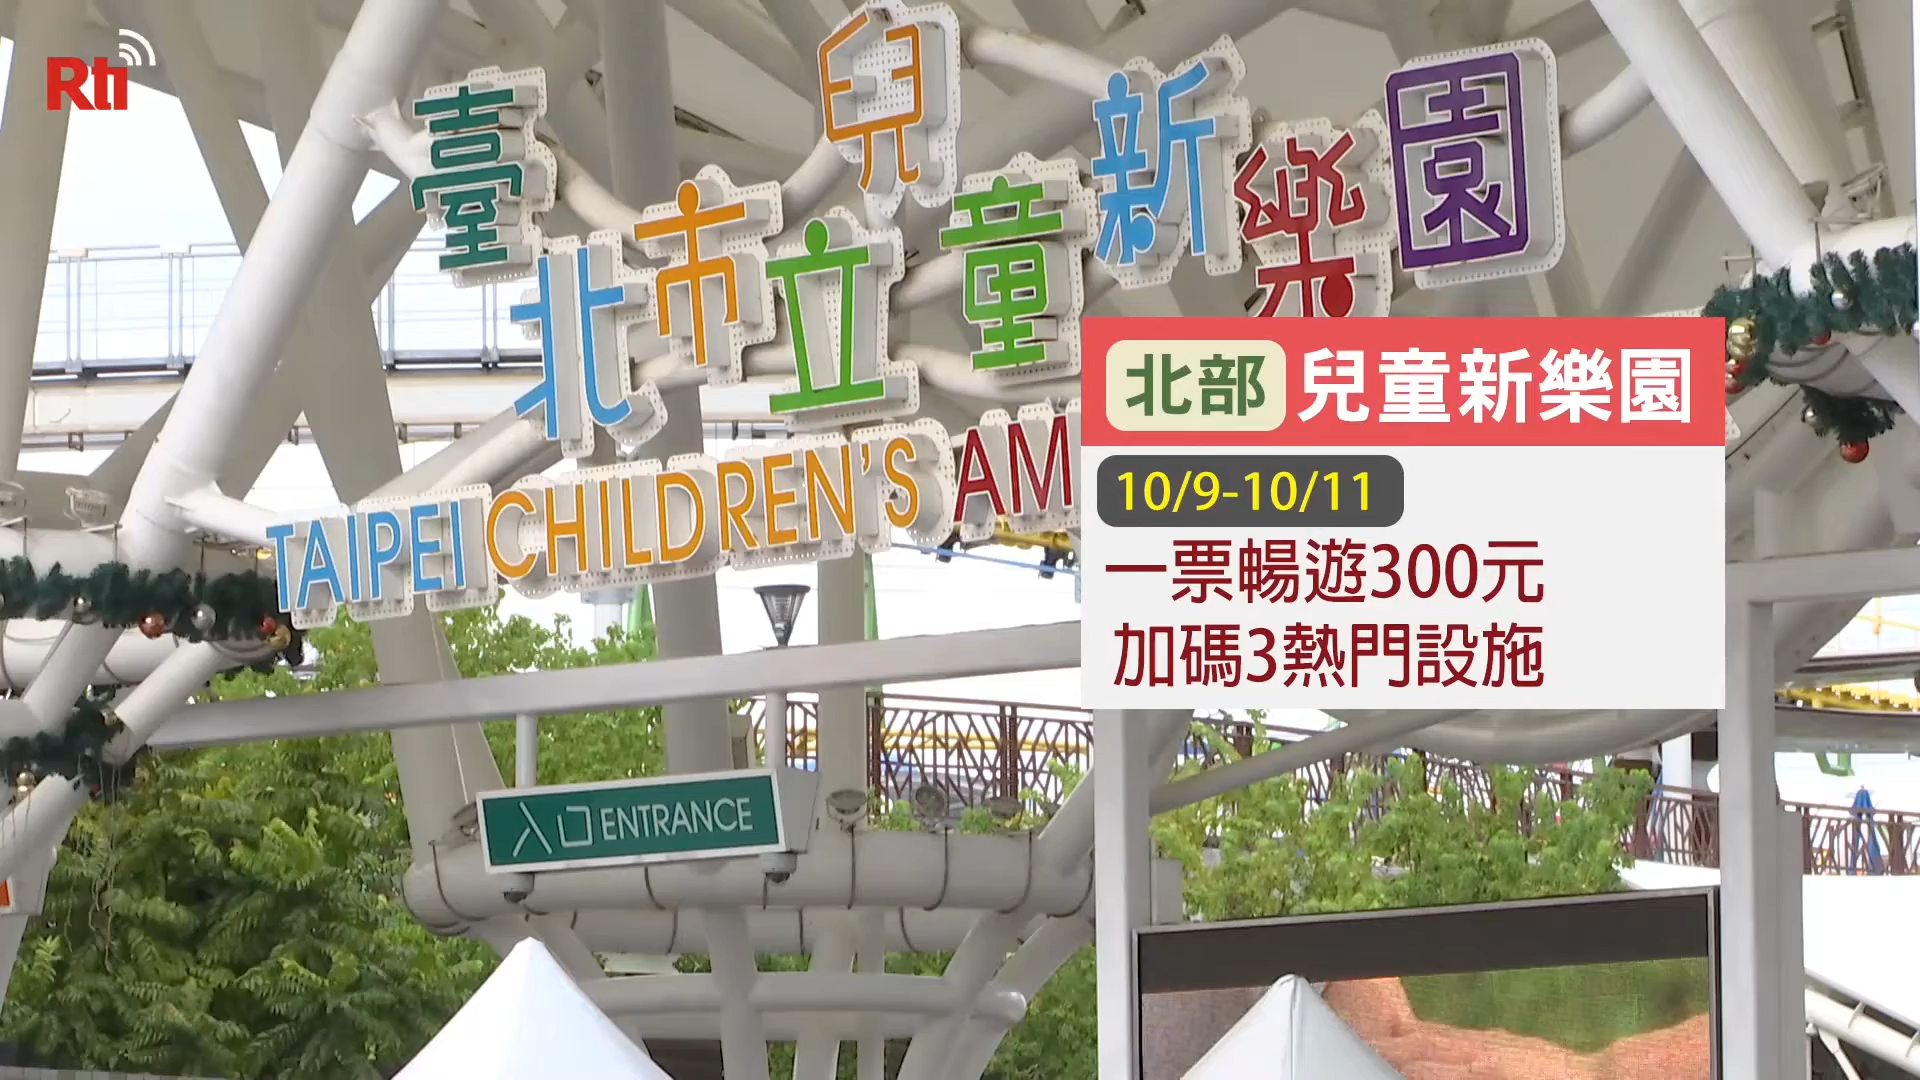 Rti
臺北市立兒童新樂園
TAIPEI CHILDREN'S AM
北部 兒童新樂園
10/9-10/11
一票暢遊300元
加碼3熱門設施
入口 ENTRANCE